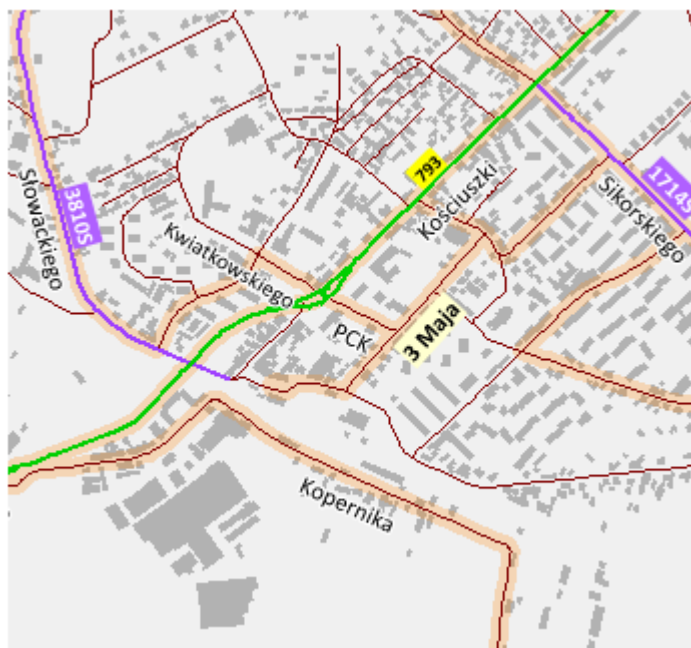 793
Kościuszki
1714S
Sikorskiego
Słowackiego
3810S
Kwiatkowskiego
PCK
3 Maja
Kopernika